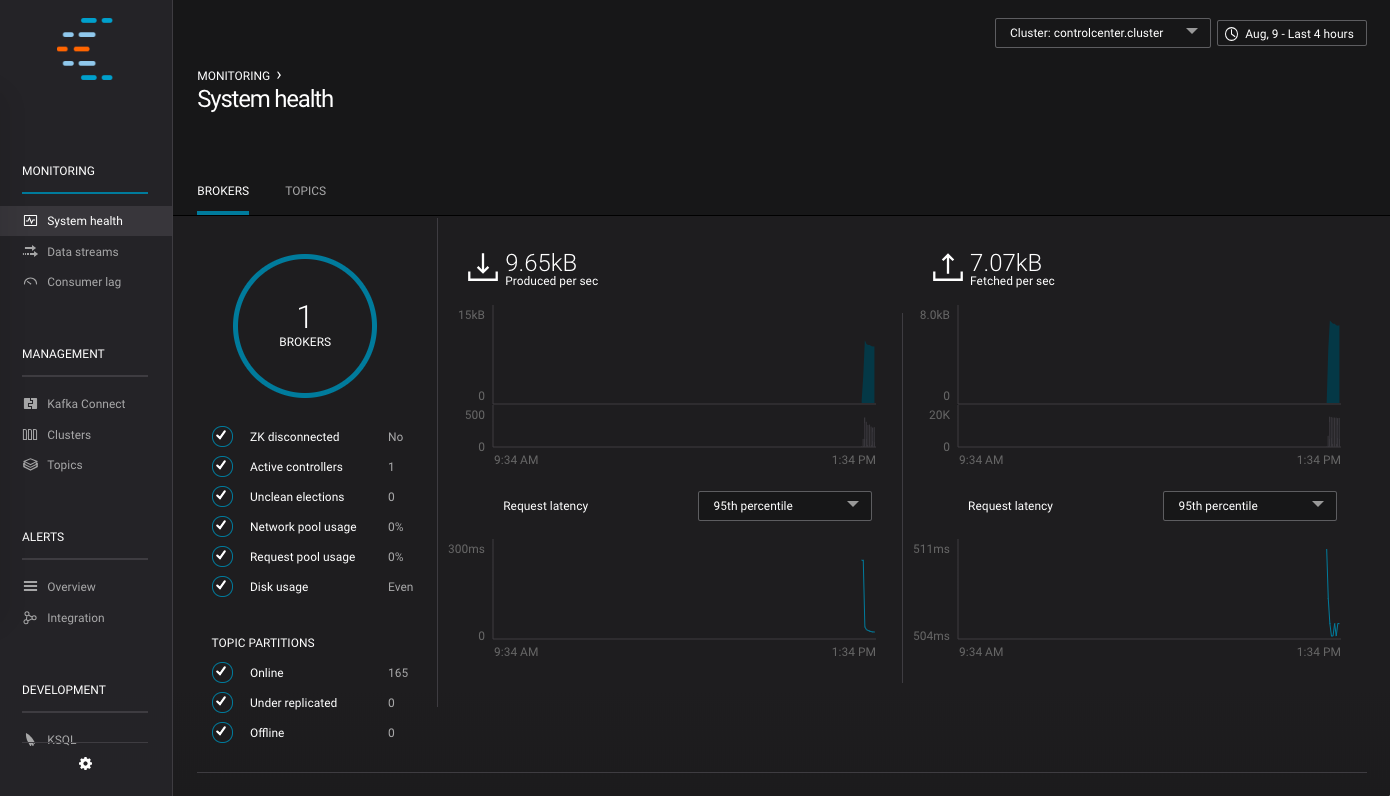 Cluster: controlcenter.cluster
Aug, 9 - Last 4 hours
MONITORING ›
System health
MONITORING
System health
Data streams
Consumer lag
MANAGEMENT
Kafka Connect
Clusters
Topics
ALERTS
Overview
Integration
DEVELOPMENT
KSQL
BROKERS TOPICS
1
BROKERS
ZK disconnected No
Active controllers 1
Unclean elections 0
Network pool usage 0%
Request pool usage 0%
Disk usage Even
TOPIC PARTITIONS
Online 165
Under replicated 0
Offline 0
9.65kB
Produced per sec
15kB
0
500
0
9:34 AM 1:34 PM
Request latency 95th percentile
300ms
0
9:34 AM 1:34 PM
7.07kB
Fetched per sec
8.0kB
0
20K
0
9:34 AM 1:34 PM
Request latency 95th percentile
511ms
504ms
9:34 AM 1:34 PM